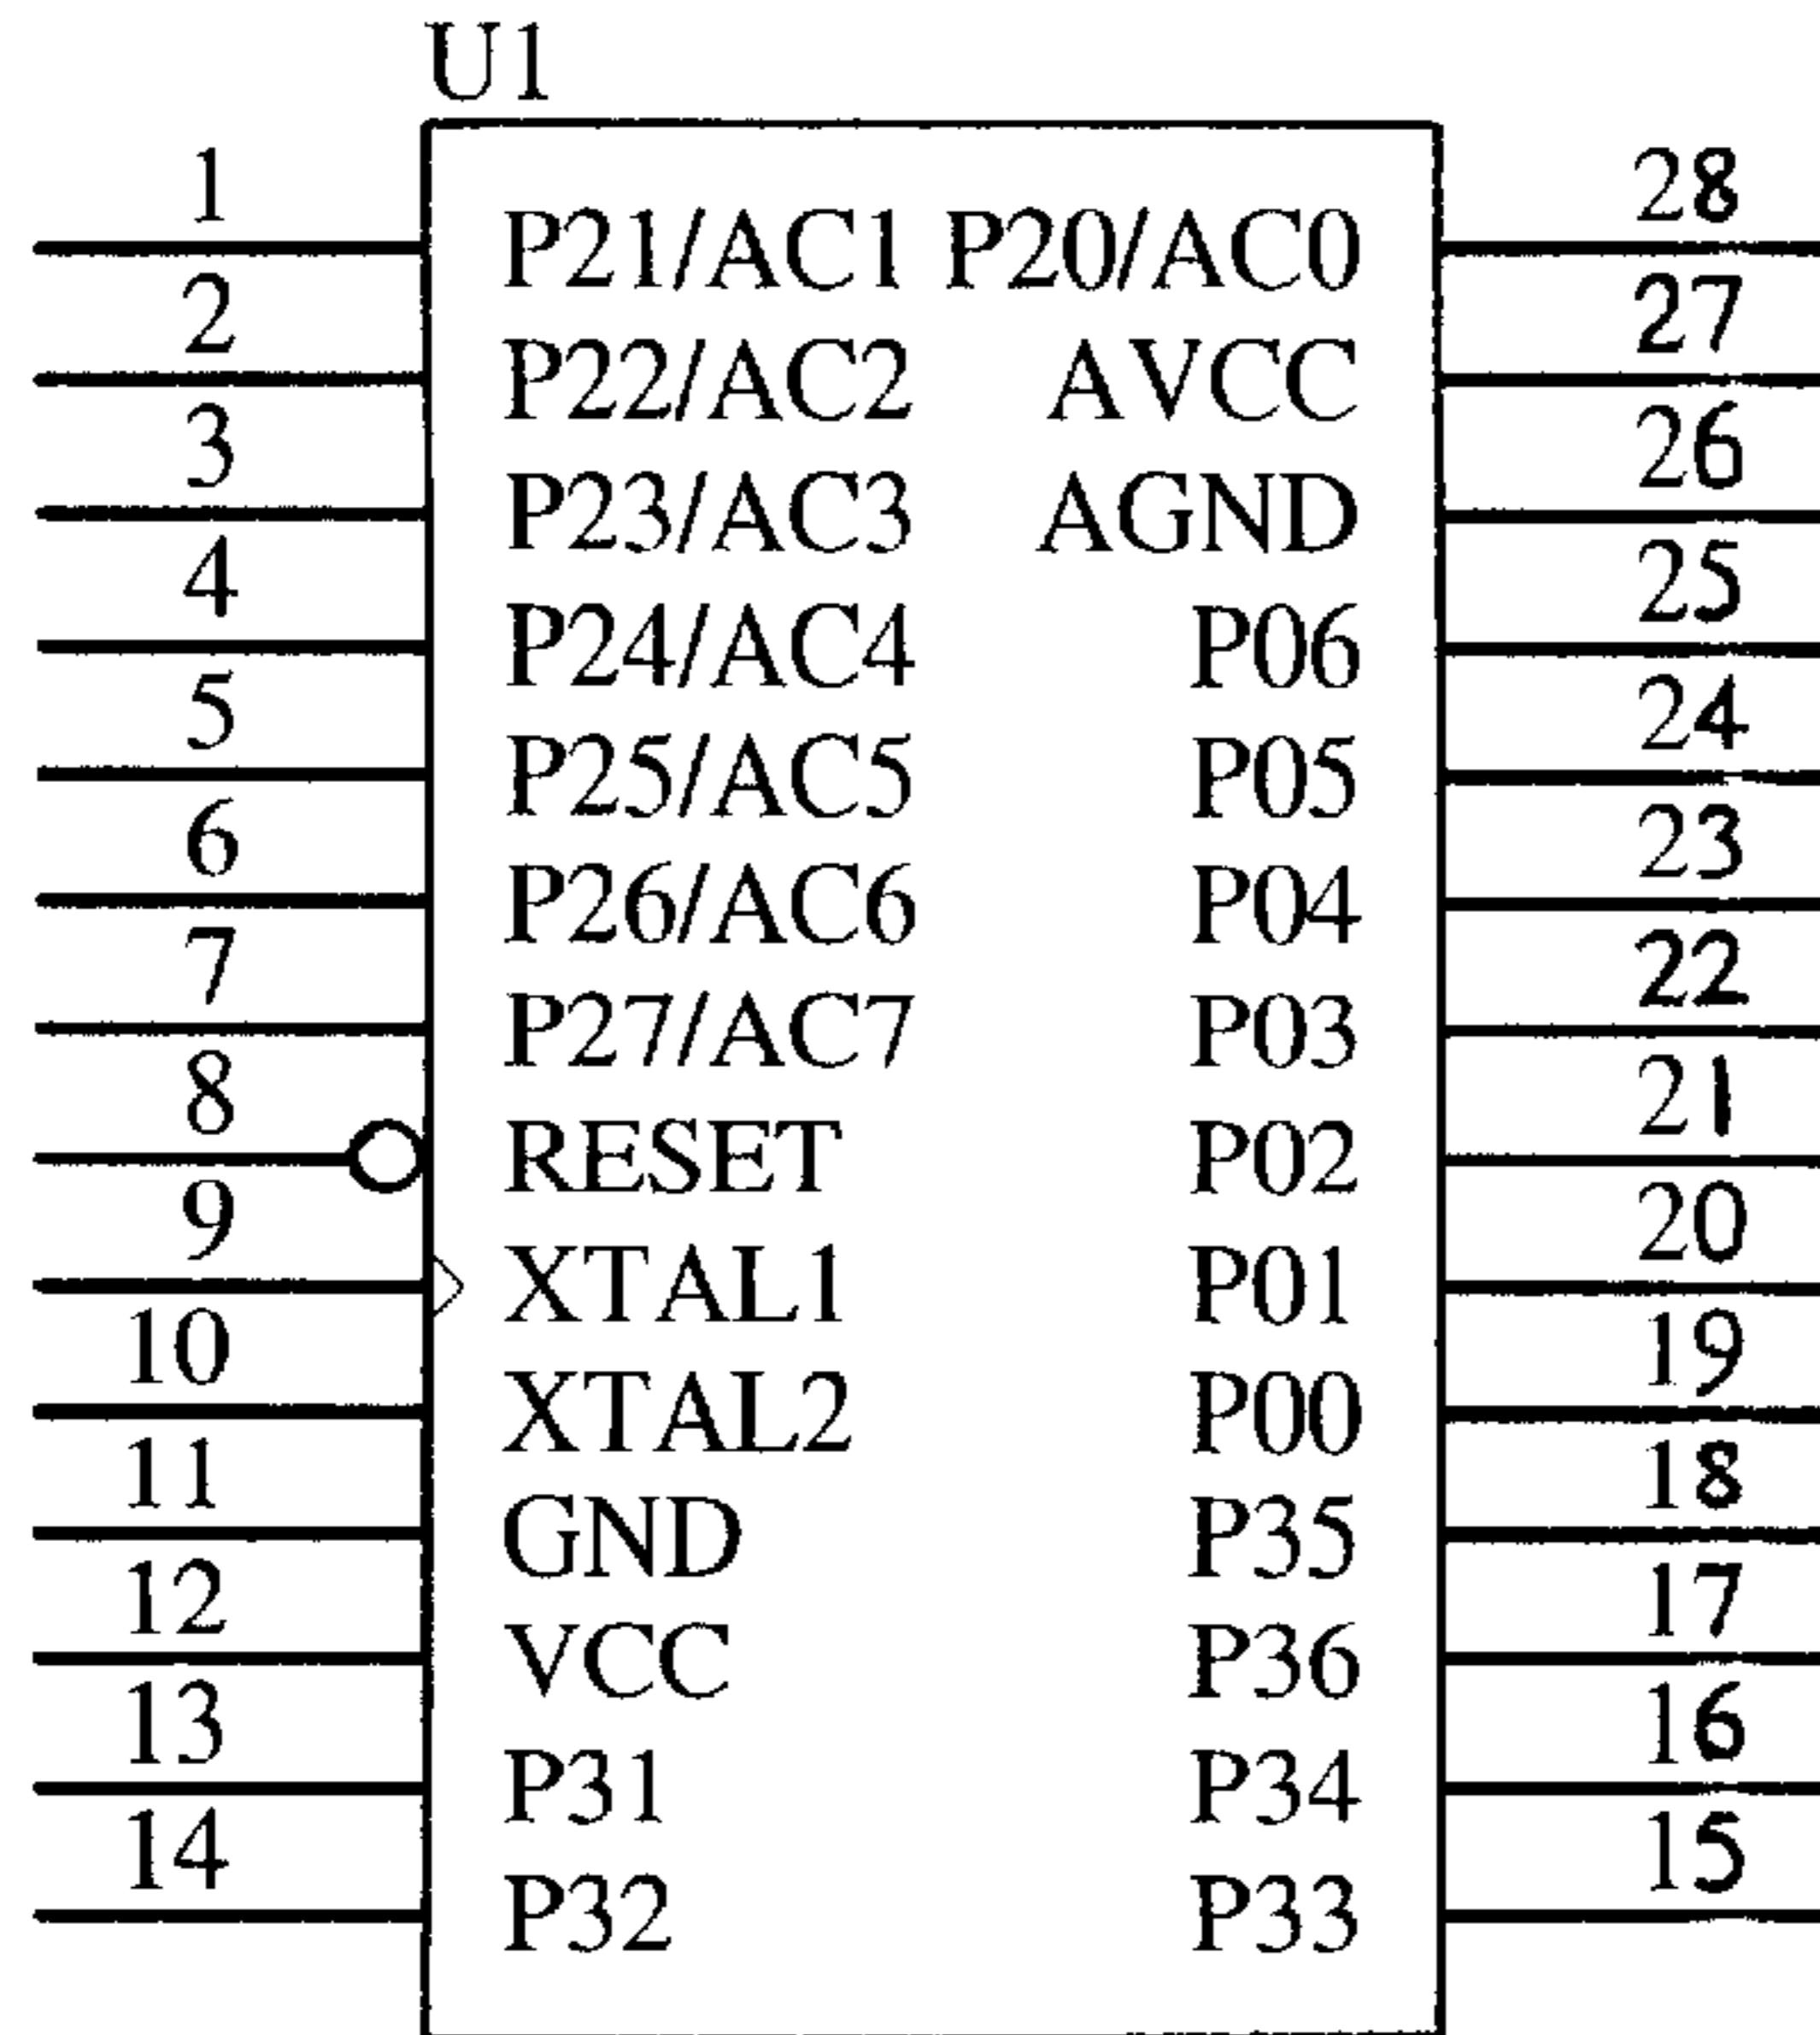 U1
1 P21/AC1 P20/AC0 28
2 P22/AC2 AVCC 27
3 P23/AC3 AGND 26
4 P24/AC4 P06 25
5 P25/AC5 P05 24
6 P26/AC6 P04 23
7 P27/AC7 P03 22
8 RESET P02 21
9 XTAL1 P01 20
10 XTAL2 P00 19
11 GND P35 18
12 VCC P36 17
13 P31 P34 16
14 P32 P33 15